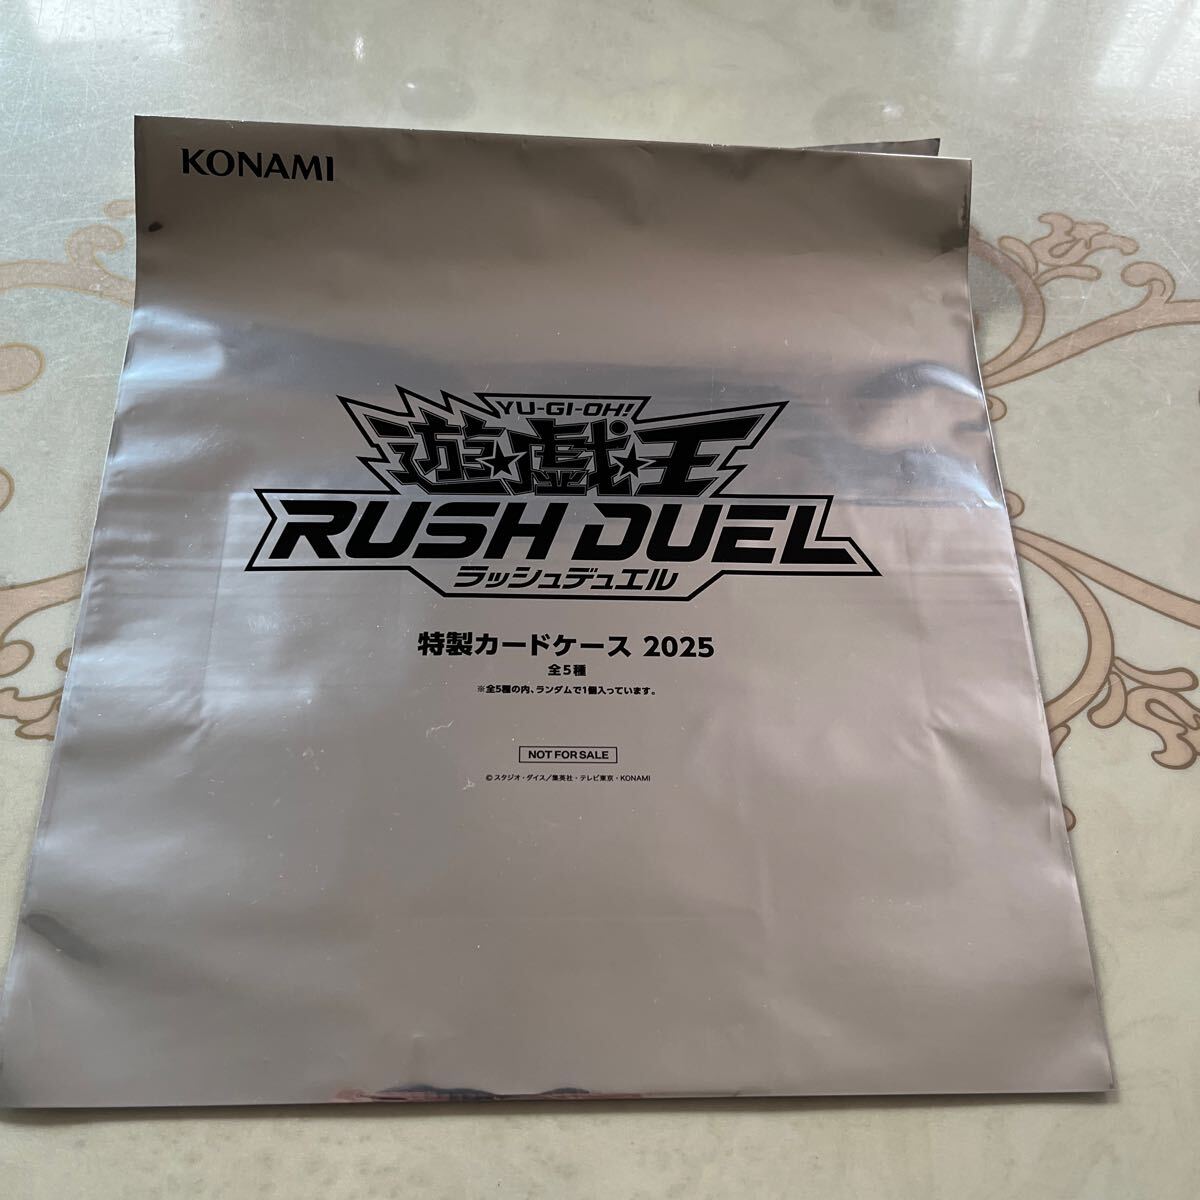 KONAMI
YU-GI-OH!
遊☆戯★王
RUSH DUEL
ラッシュデュエル
特製カードケース 2025
全5種
※全5種の内、ランダムで1個入っています。
NOT FOR SALE
©スタジオ・ダイス/集英社・テレビ東京・KONAMI